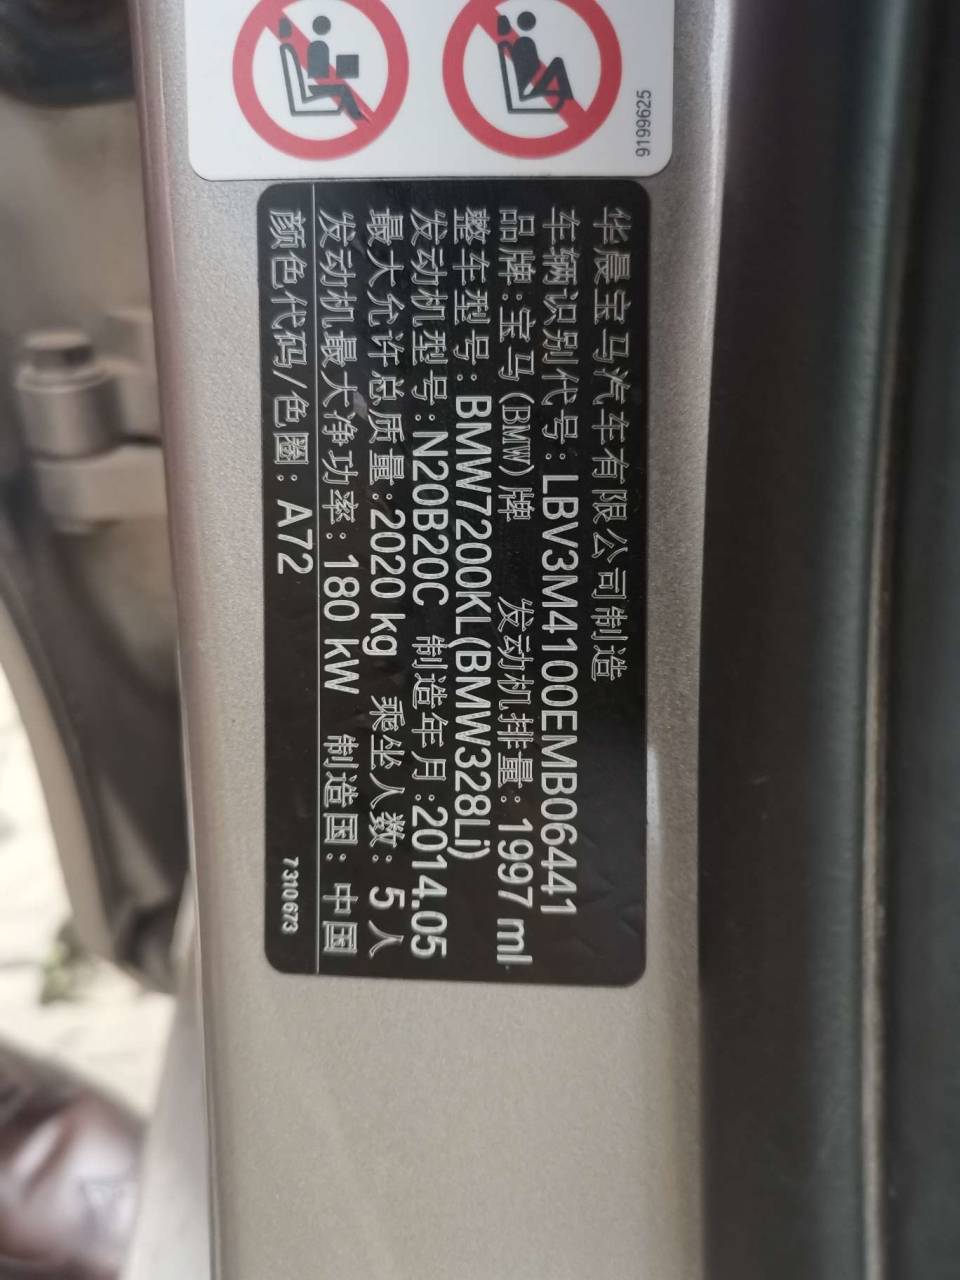 9199625
华晨宝马汽车有限公司制造
车辆识别代号:LBV3M4100EMB06441
品牌:宝马(BMW)牌 发动机排量:1997 ml
整车型号:BMW7200KL(BMW328Li)
发动机型号:N20B20C 制造年月:2014.05
最大允许总质量:2020 kg 乘坐人数:5人
发动机最大净功率:180 kW 制造国:中国
颜色代码/色圈:A72
7310673